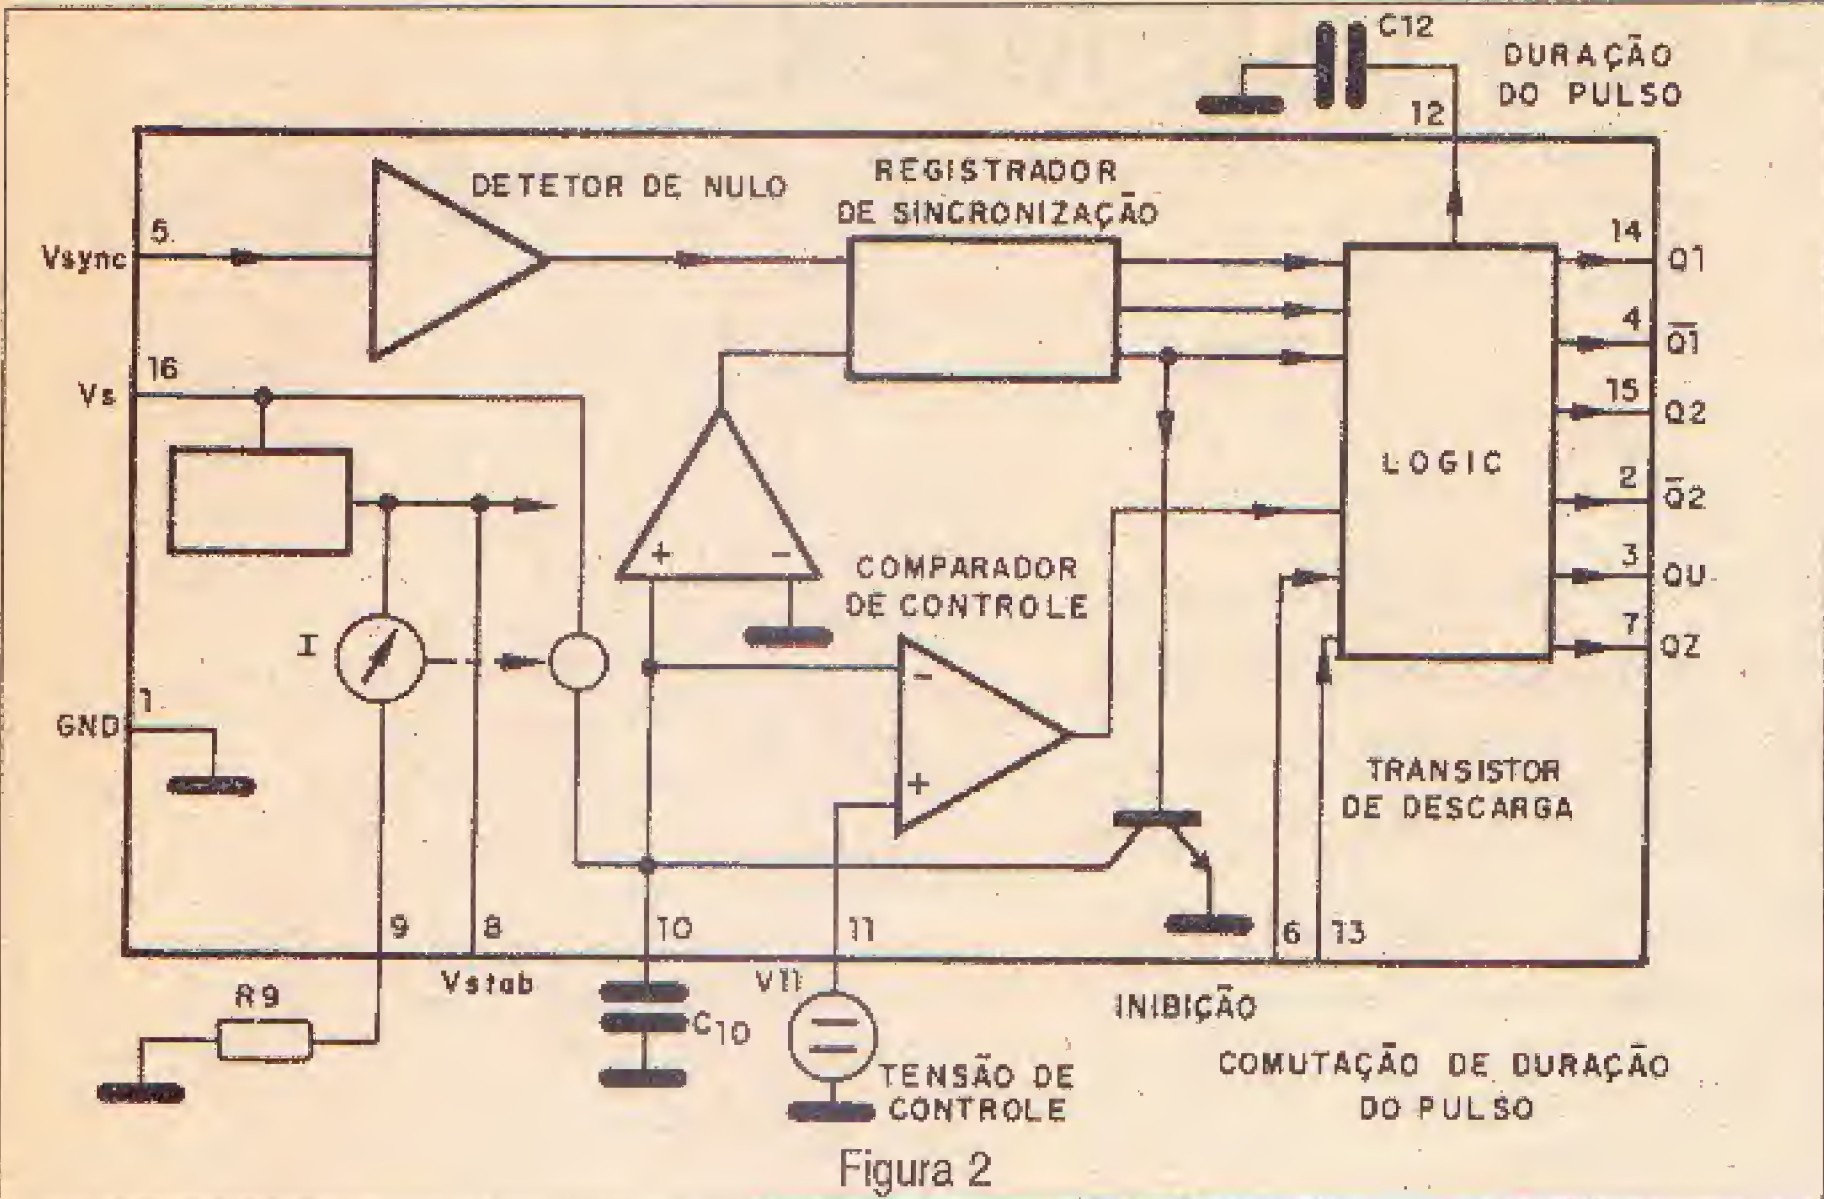 C12
DURAÇÃO
DO PULSO
12
DETETOR DE NULO
REGISTRADOR
DE SINCRONIZAÇÃO
Vsync
5
14
Q1
4
Q̅1
16
Vs
15
Q2
LOGIC
2
Q̅2
3
QU
7
QZ
+
-
COMPARADOR
DE CONTROLE
I
-
+
1
GND
TRANSISTOR
DE DESCARGA
9
8
10
11
6
13
Vstab
V11
R9
C10
INIBIÇÃO
TENSÃO DE
CONTROLE
COMUTAÇÃO DE DURAÇÃO
DO PULSO
Figura 2